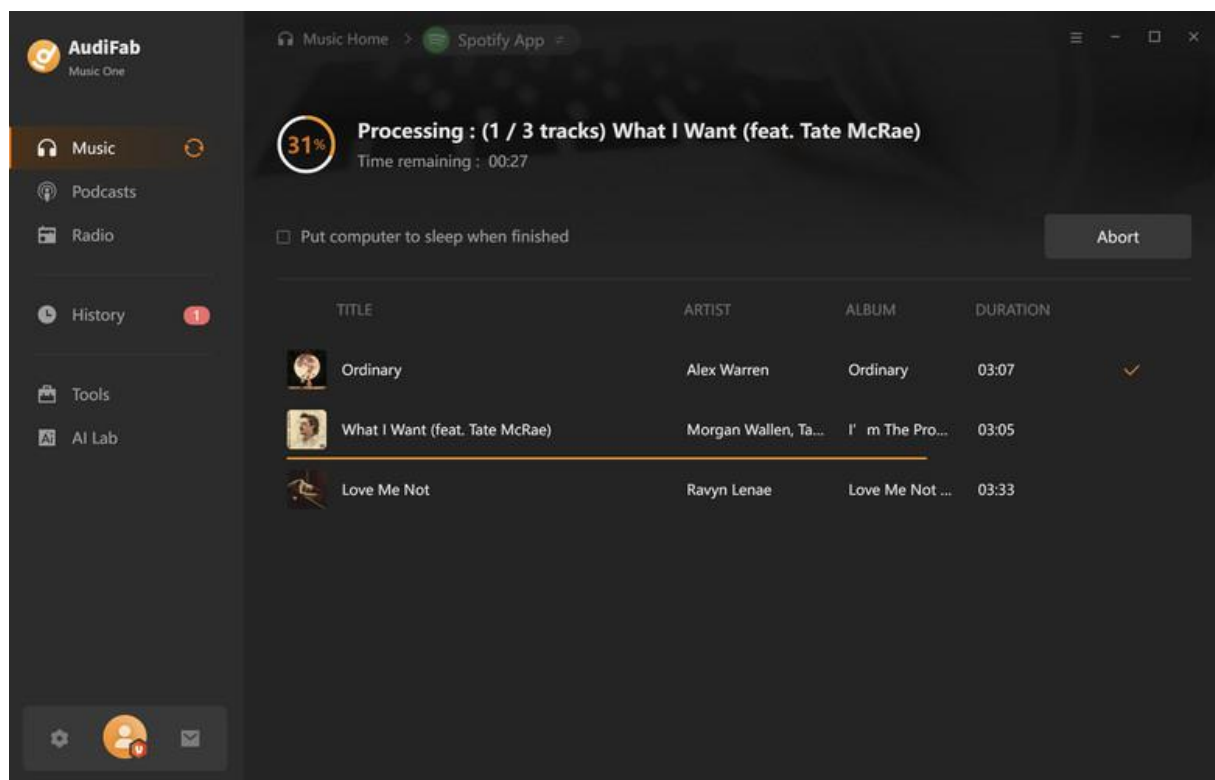 AudiFab
Music One
Music
Podcasts
Radio
History 1
Tools
Ai AI Lab
Music Home > Spotify App
31%
Processing : (1 / 3 tracks) What I Want (feat. Tate McRae)
Time remaining : 00:27
Put computer to sleep when finished
Abort
TITLE ARTIST ALBUM DURATION
Ordinary Alex Warren Ordinary 03:07
What I Want (feat. Tate McRae) Morgan Wallen, Ta... I' m The Pro... 03:05
Love Me Not Ravyn Lenae Love Me Not ... 03:33